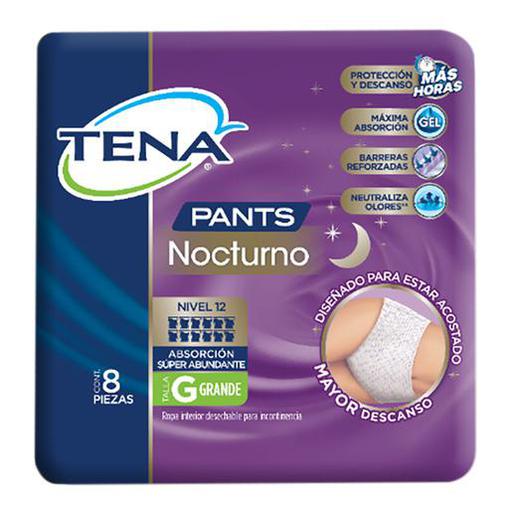 TENA
®
PANTS
Nocturno
PROTECCIÓN
Y DESCANSO
MÁS
HORAS
MÁXIMA
ABSORCIÓN
GEL
BARRERAS
REFORZADAS
NEUTRALIZA
OLORES**
DISEÑADO PARA ESTAR ACOSTADO
MAYOR DESCANSO
NIVEL 12
ABSORCIÓN
SÚPER ABUNDANTE
TALLA G GRANDE
CONT. 8
PIEZAS
Ropa interior desechable para incontinencia